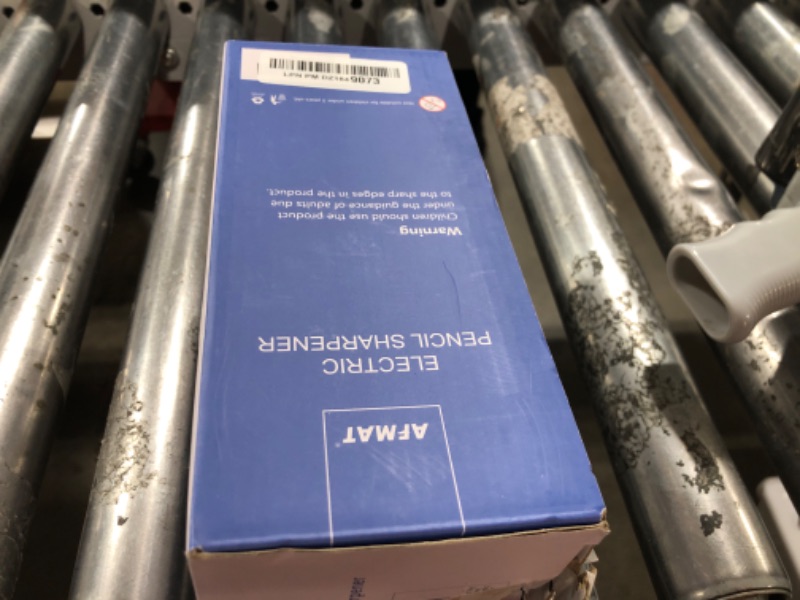 AFMAT®
ELECTRIC
PENCIL SHARPENER
Warning
Children should use the product
under the guidance of adults due
to the sharp edges in the product.
9873